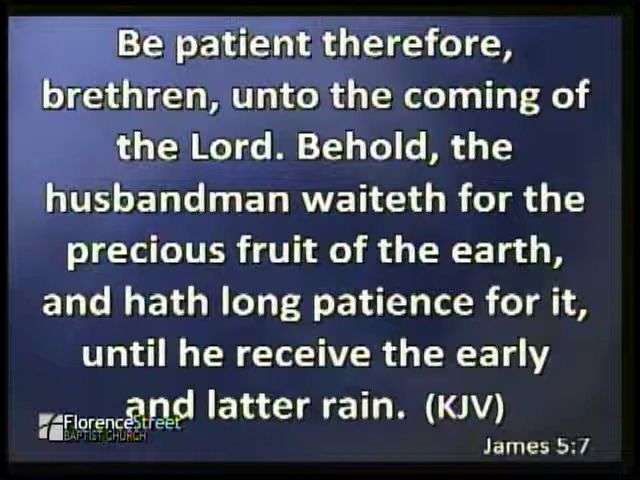 Be patient therefore,
brethren, unto the coming of
the Lord. Behold, the
husbandman waiteth for the
precious fruit of the earth,
and hath long patience for it,
until he receive the early
and latter rain. (KJV)
FlorenceStreet
BAPTIST CHURCH
James 5:7